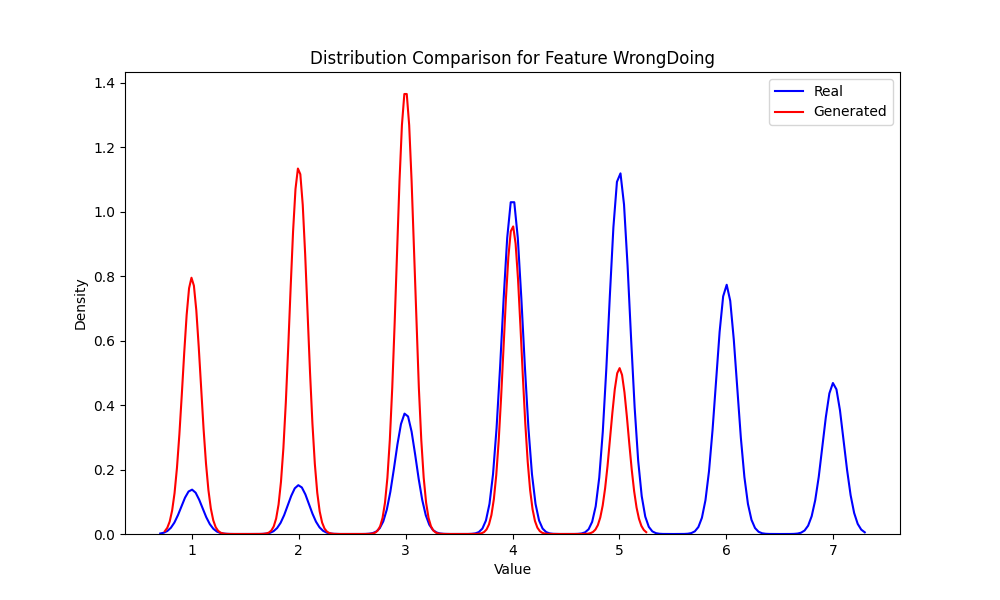 Distribution Comparison for Feature WrongDoing
Real
Generated
Density
1.4
1.2
1.0
0.8
0.6
0.4
0.2
0.0
1 2 3 4 5 6 7
Value